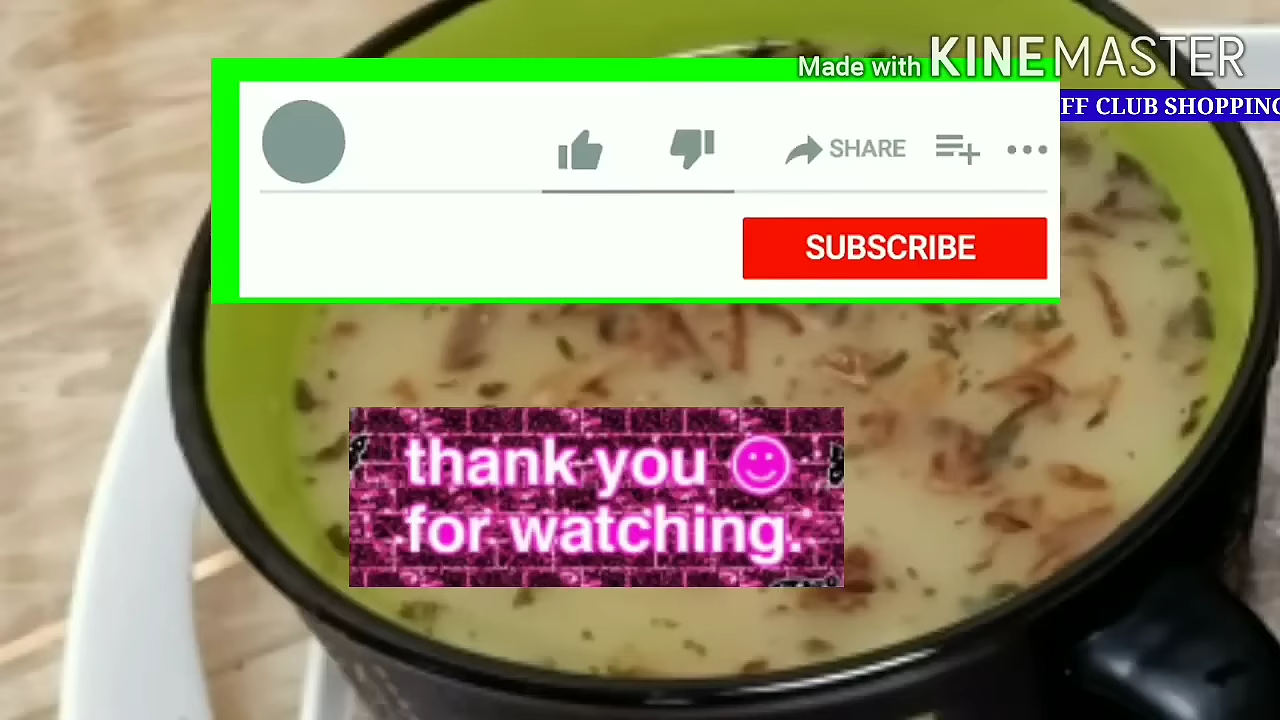 Made with KINEMASTER
FF CLUB SHOPPING
SHARE
SUBSCRIBE
thank you
for watching.